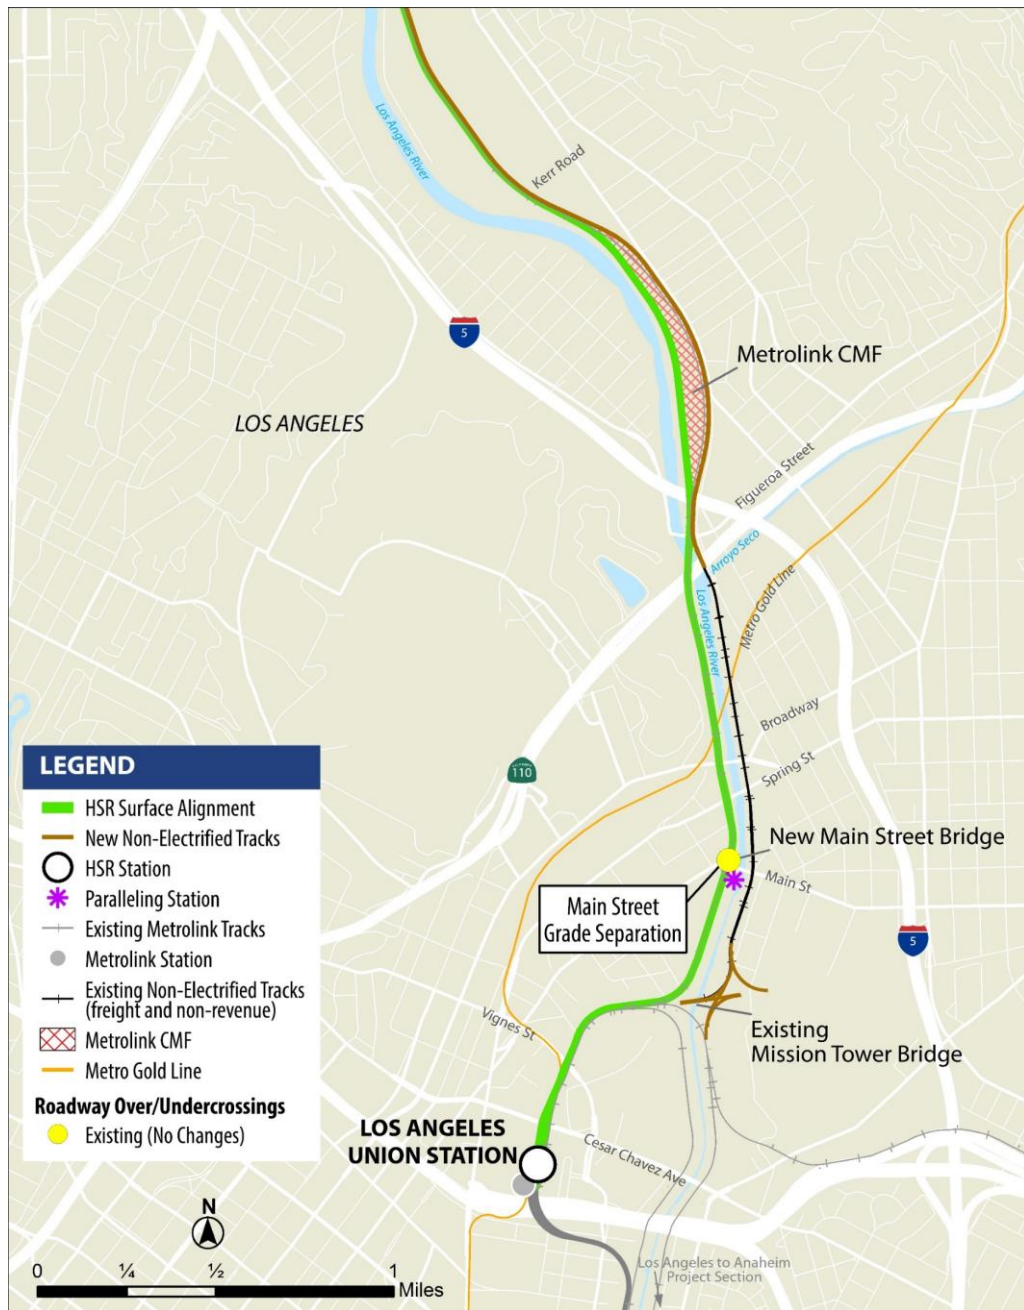 Los Angeles River
Kerr Road
5
Metrolink CMF
LOS ANGELES
Figueroa Street
Arroyo Seco
Metro Gold Line
Los Angeles River
Broadway
110
Spring St
New Main Street Bridge
Main St
Main Street
Grade Separation
5
Vignes St
Existing
Mission Tower Bridge
LOS ANGELES
UNION STATION
Cesar Chavez Ave
Los Angeles to Anaheim
Project Section
LEGEND
HSR Surface Alignment
New Non-Electrified Tracks
HSR Station
Paralleling Station
Existing Metrolink Tracks
Metrolink Station
Existing Non-Electrified Tracks
(freight and non-revenue)
Metrolink CMF
Metro Gold Line
Roadway Over/Undercrossings
Existing (No Changes)
N
0 ¼ ½ 1
Miles